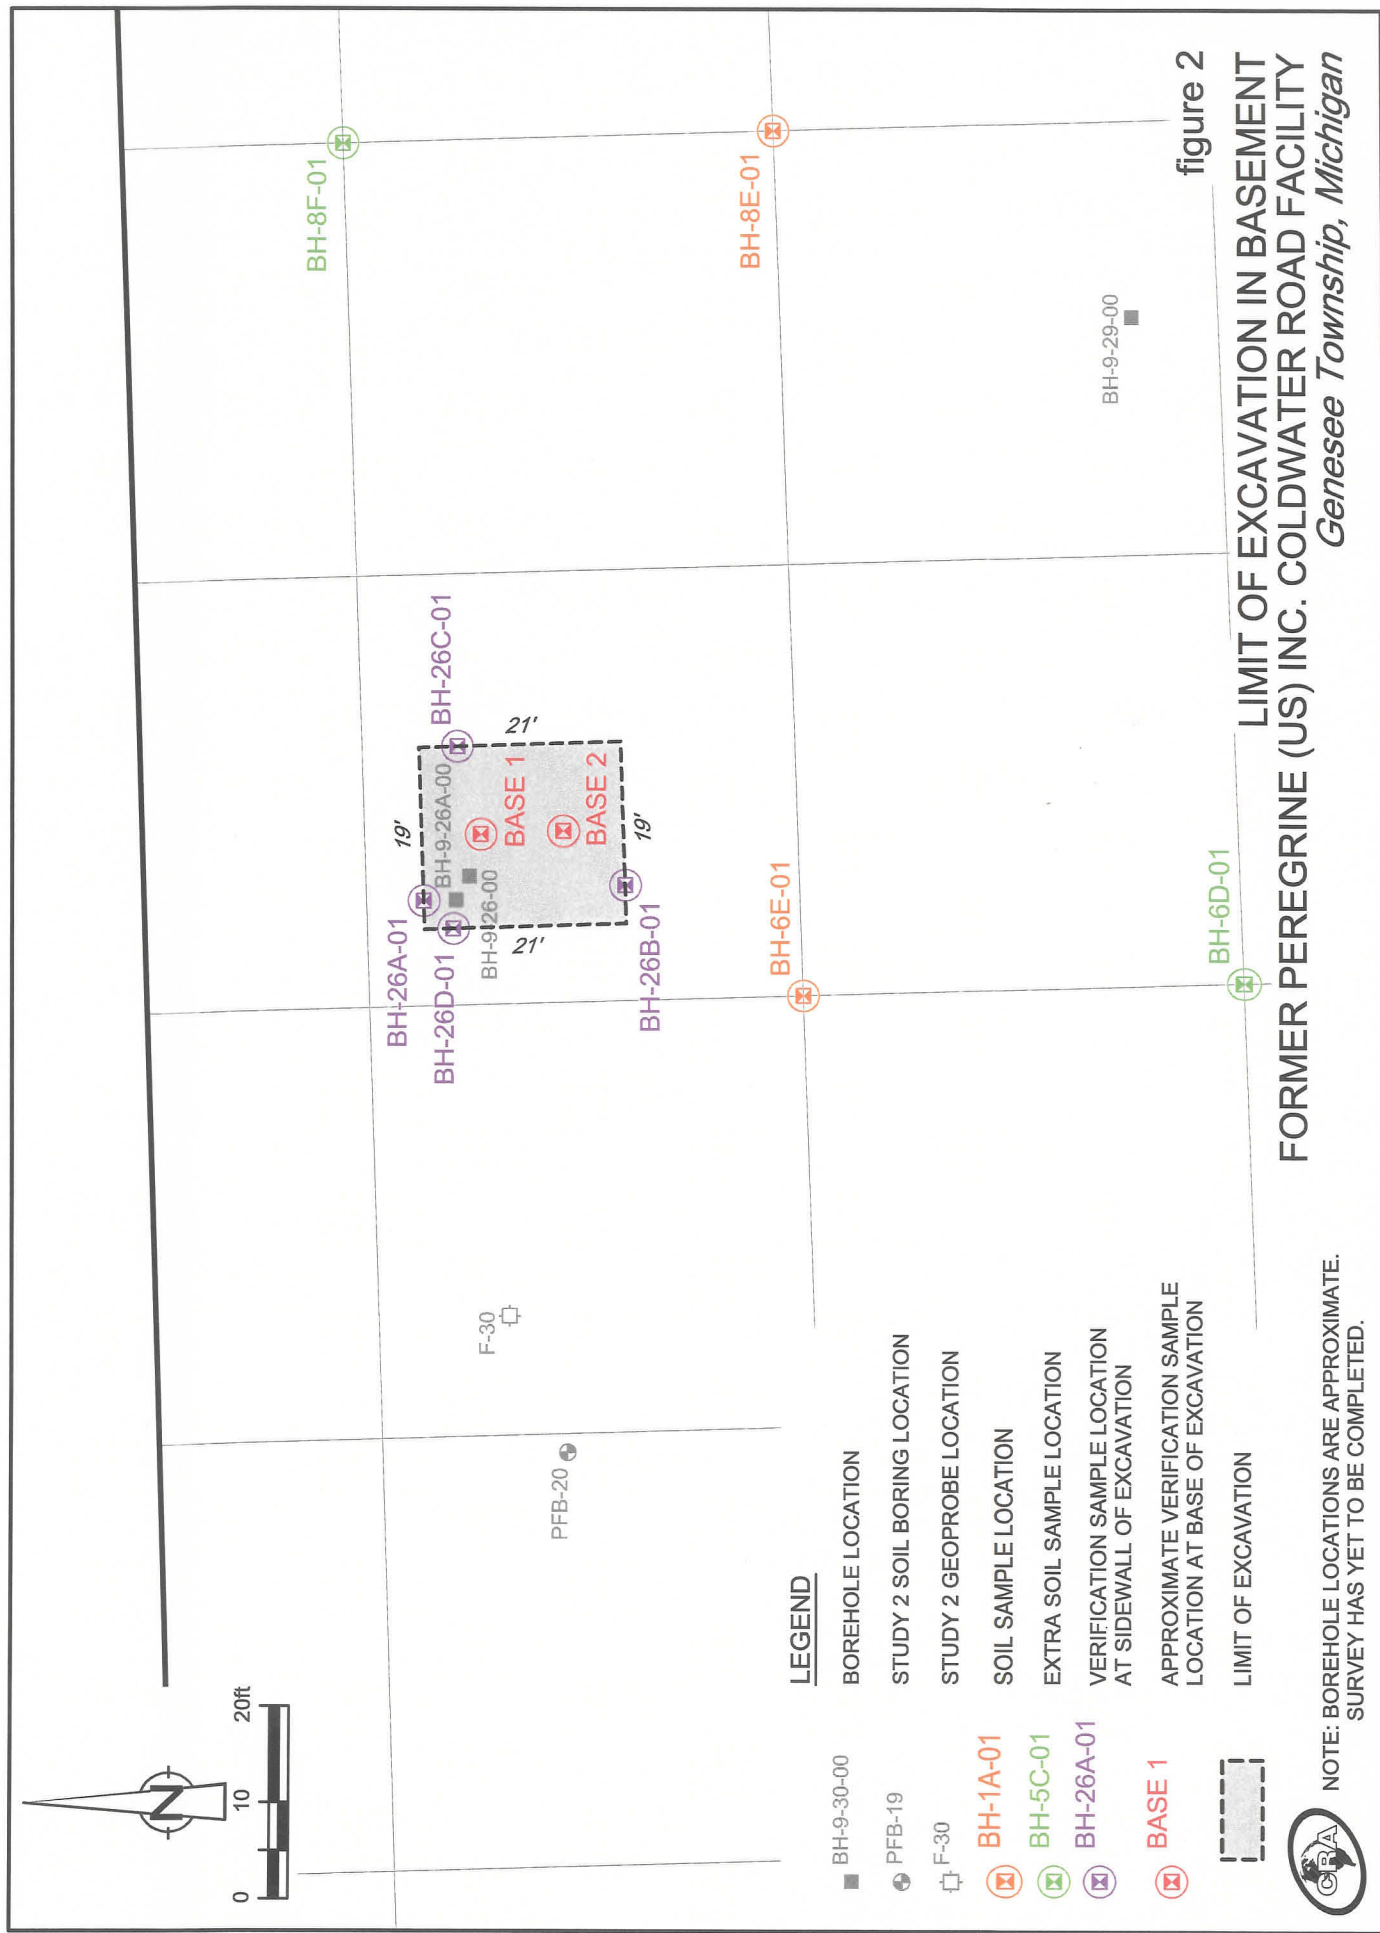 N
0
10
20ft
BH-8F-01
BH-8E-01
BH-9-29-00
BH-26C-01
BH-26A-01
BH-26D-01
19'
BH-9-26A-00
21'
BASE 1
BASE 2
BH-9-26-00
21'
19'
BH-26B-01
BH-6E-01
BH-6D-01
F-30
PFB-20
LEGEND
BH-9-30-00 BOREHOLE LOCATION
PFB-19 STUDY 2 SOIL BORING LOCATION
F-30 STUDY 2 GEOPROBE LOCATION
BH-1A-01 SOIL SAMPLE LOCATION
BH-5C-01 EXTRA SOIL SAMPLE LOCATION
BH-26A-01 VERIFICATION SAMPLE LOCATION
AT SIDEWALL OF EXCAVATION
BASE 1 APPROXIMATE VERIFICATION SAMPLE
LOCATION AT BASE OF EXCAVATION
LIMIT OF EXCAVATION
CRA
NOTE: BOREHOLE LOCATIONS ARE APPROXIMATE.
SURVEY HAS YET TO BE COMPLETED.
figure 2
LIMIT OF EXCAVATION IN BASEMENT
FORMER PEREGRINE (US) INC. COLDWATER ROAD FACILITY
Genesee Township, Michigan